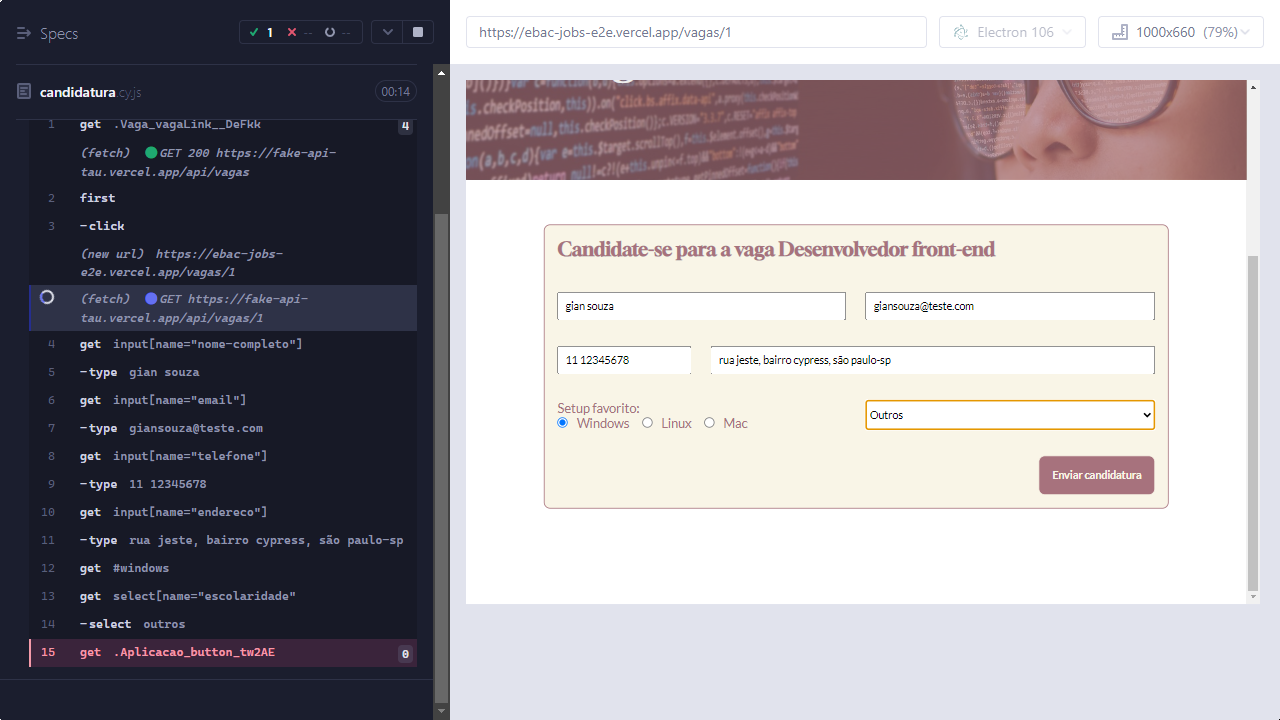 Specs
1
--
--
https://ebac-jobs-e2e.vercel.app/vagas/1
Electron 106
1000x660 (79%)
candidatura.cy.js
00:14
1 get .Vaga_vagaLink__DeFkk 4
(fetch) GET 200 https://fake-api-
tau.vercel.app/api/vagas
2 first
3 -click
(new url) https://ebac-jobs-
e2e.vercel.app/vagas/1
(fetch) GET https://fake-api-
tau.vercel.app/api/vagas/1
4 get input[name="nome-completo"]
5 -type gian souza
6 get input[name="email"]
7 -type giansouza@teste.com
8 get input[name="telefone"]
9 -type 11 12345678
10 get input[name="endereco"]
11 -type rua jeste, bairro cypress, são paulo-sp
12 get #windows
13 get select[name="escolaridade"
14 -select outros
15 get .Aplicacao_button_tw2AE 0
Candidate-se para a vaga Desenvolvedor front-end
gian souza
giansouza@teste.com
11 12345678
rua jeste, bairro cypress, são paulo-sp
Setup favorito:
Windows Linux Mac
Outros
Enviar candidatura